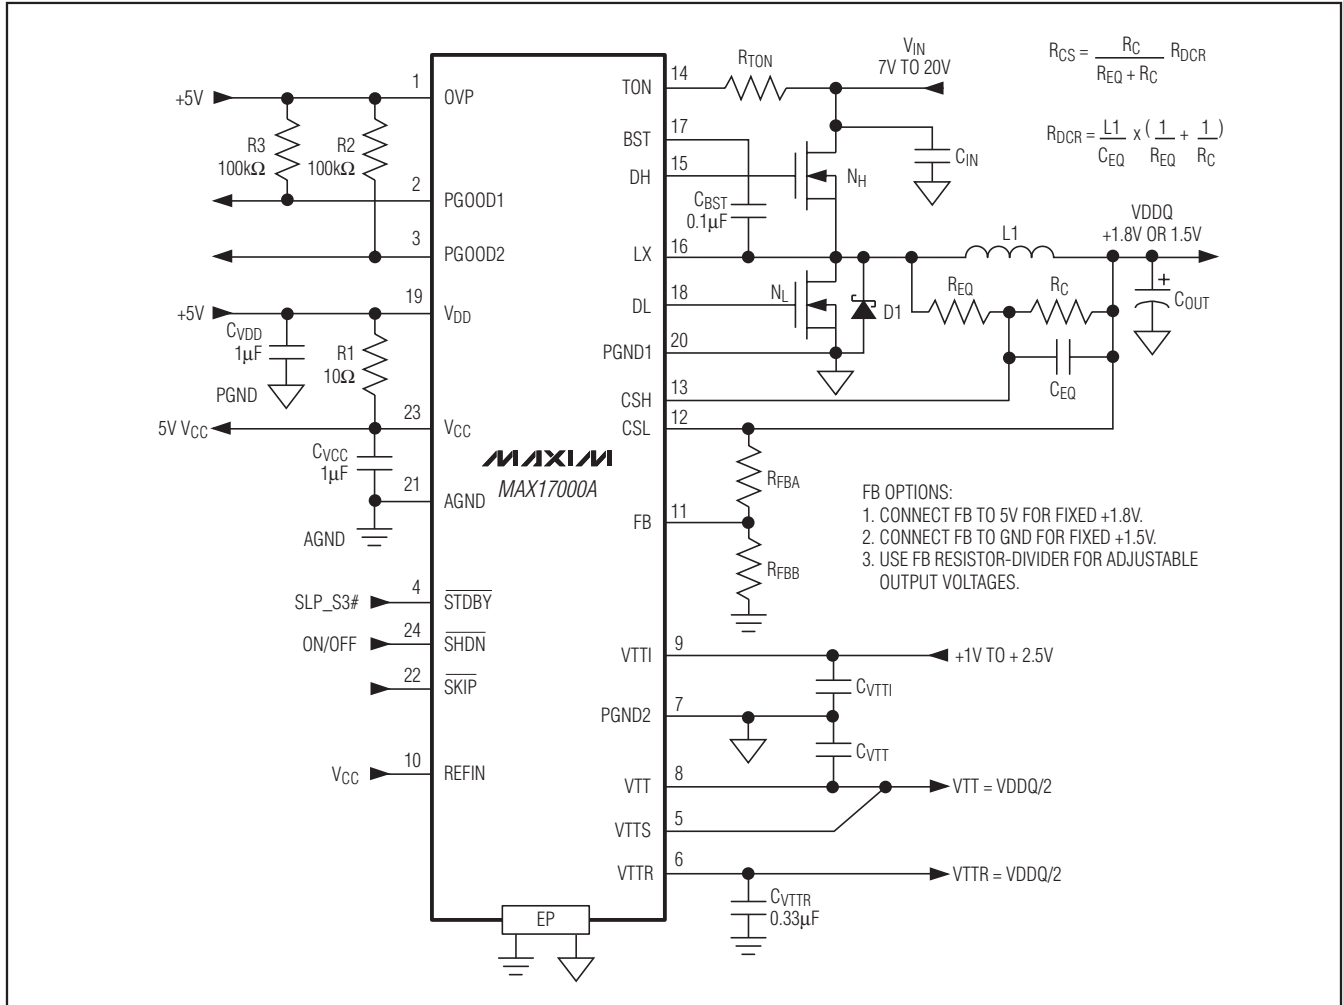 +5V
R3
100kΩ
R2
100kΩ
1
OVP
2
PGOOD1
3
PGOOD2
+5V
CVDD
1µF
PGND
R1
10Ω
19
VDD
5V VCC
23
VCC
CVCC
1µF
21
AGND
AGND
SLP_S3#
4
STDBY
ON/OFF
24
SHDN
22
SKIP
VCC
10
REFIN
MAXIM
MAX17000A
EP
TON
14
RTON
VIN
7V TO 20V
BST
17
DH
15
NH
CIN
CBST
0.1µF
LX
16
L1
VDDQ
+1.8V OR 1.5V
DL
18
NL
D1
REQ
RC
COUT
+
PGND1
20
CEQ
CSH
13
CSL
12
RFBA
FB
11
RFBB
RCS = RC / REQ + RC RDCR
RDCR = L1 / CEQ x ( 1 / REQ + 1 / RC )
FB OPTIONS:
1. CONNECT FB TO 5V FOR FIXED +1.8V.
2. CONNECT FB TO GND FOR FIXED +1.5V.
3. USE FB RESISTOR-DIVIDER FOR ADJUSTABLE
OUTPUT VOLTAGES.
VTTI
9
+1V TO + 2.5V
CVTTI
PGND2
7
CVTT
VTT
8
VTT = VDDQ/2
VTTS
5
VTTR
6
VTTR = VDDQ/2
CVTTR
0.33µF